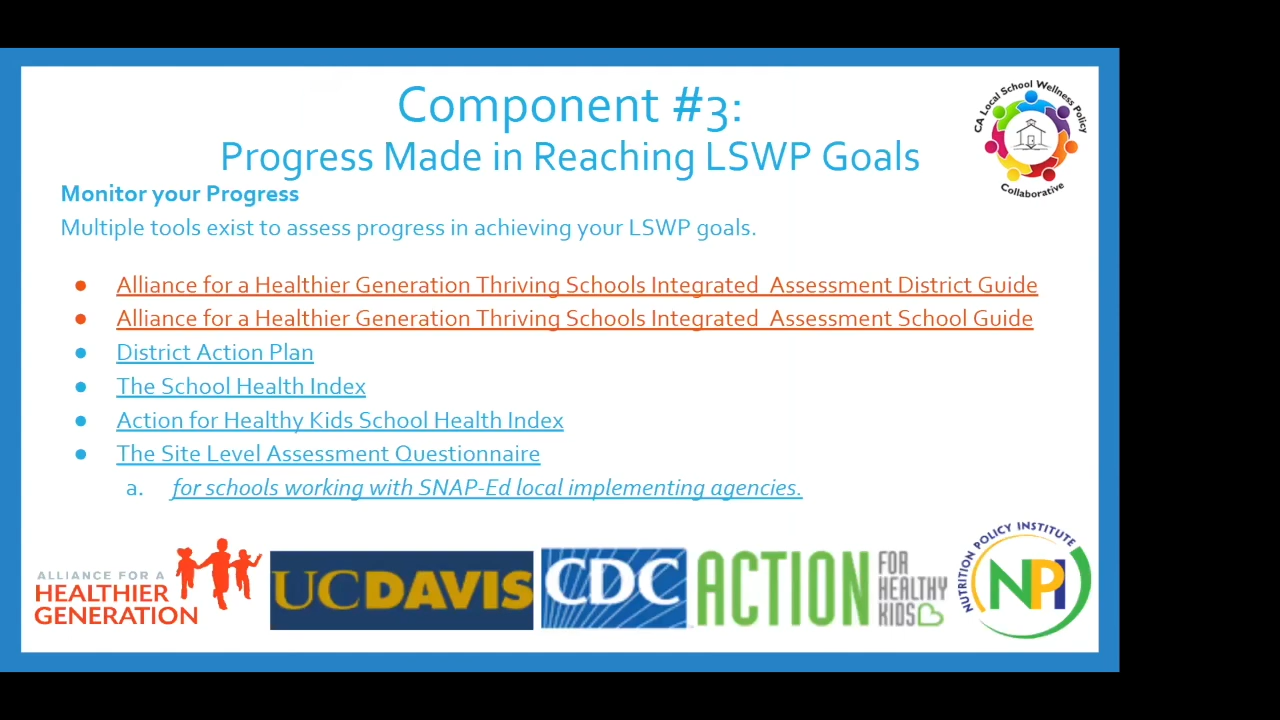 Component #3:
Progress Made in Reaching LSWP Goals
CA Local School Wellness Policy
Collaborative
Monitor your Progress
Multiple tools exist to assess progress in achieving your LSWP goals.
● Alliance for a Healthier Generation Thriving Schools Integrated  Assessment District Guide
● Alliance for a Healthier Generation Thriving Schools Integrated  Assessment School Guide
● District Action Plan
● The School Health Index
● Action for Healthy Kids School Health Index
● The Site Level Assessment Questionnaire
a. for schools working with SNAP-Ed local implementing agencies.
ALLIANCE FOR A
HEALTHIER
GENERATION
UCDAVIS
CDC
ACTION
FOR
HEALTHY
KIDS
NUTRITION POLICY INSTITUTE
NPI